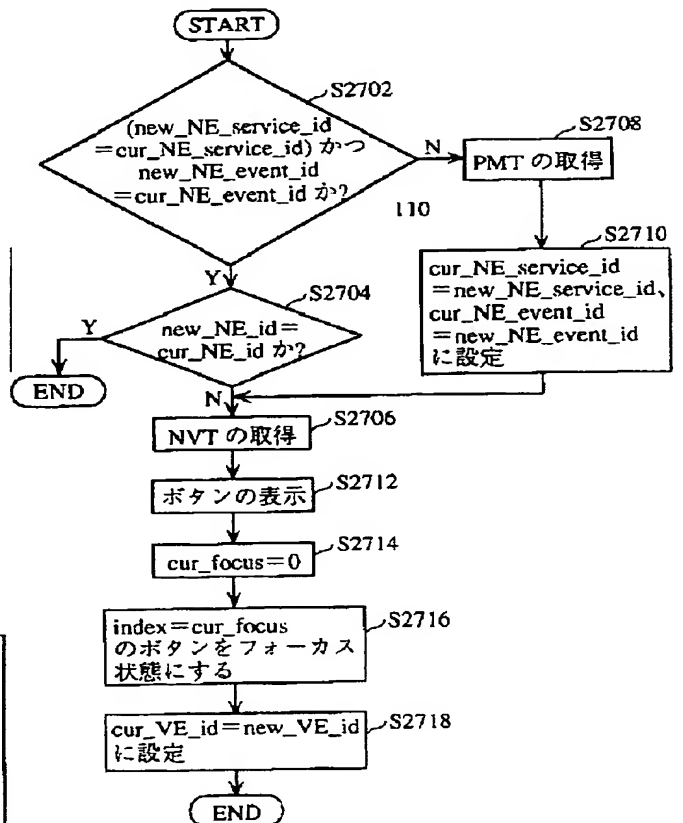 START
S2702
(new_NE_service_id
=cur_NE_service_id) かつ
new_NE_event_id
=cur_NE_event_id か?
N
S2708
PMT の取得
110
S2710
cur_NE_service_id
=new_NE_service_id、
cur_NE_event_id
=new_NE_event_id
に設定
Y
S2704
new_NE_id=
cur_NE_id か?
Y
END
N
S2706
NVT の取得
S2712
ボタンの表示
S2714
cur_focus=0
S2716
index=cur_focus
のボタンをフォーカス
状態にする
S2718
cur_VE_id=new_VE_id
に設定
END